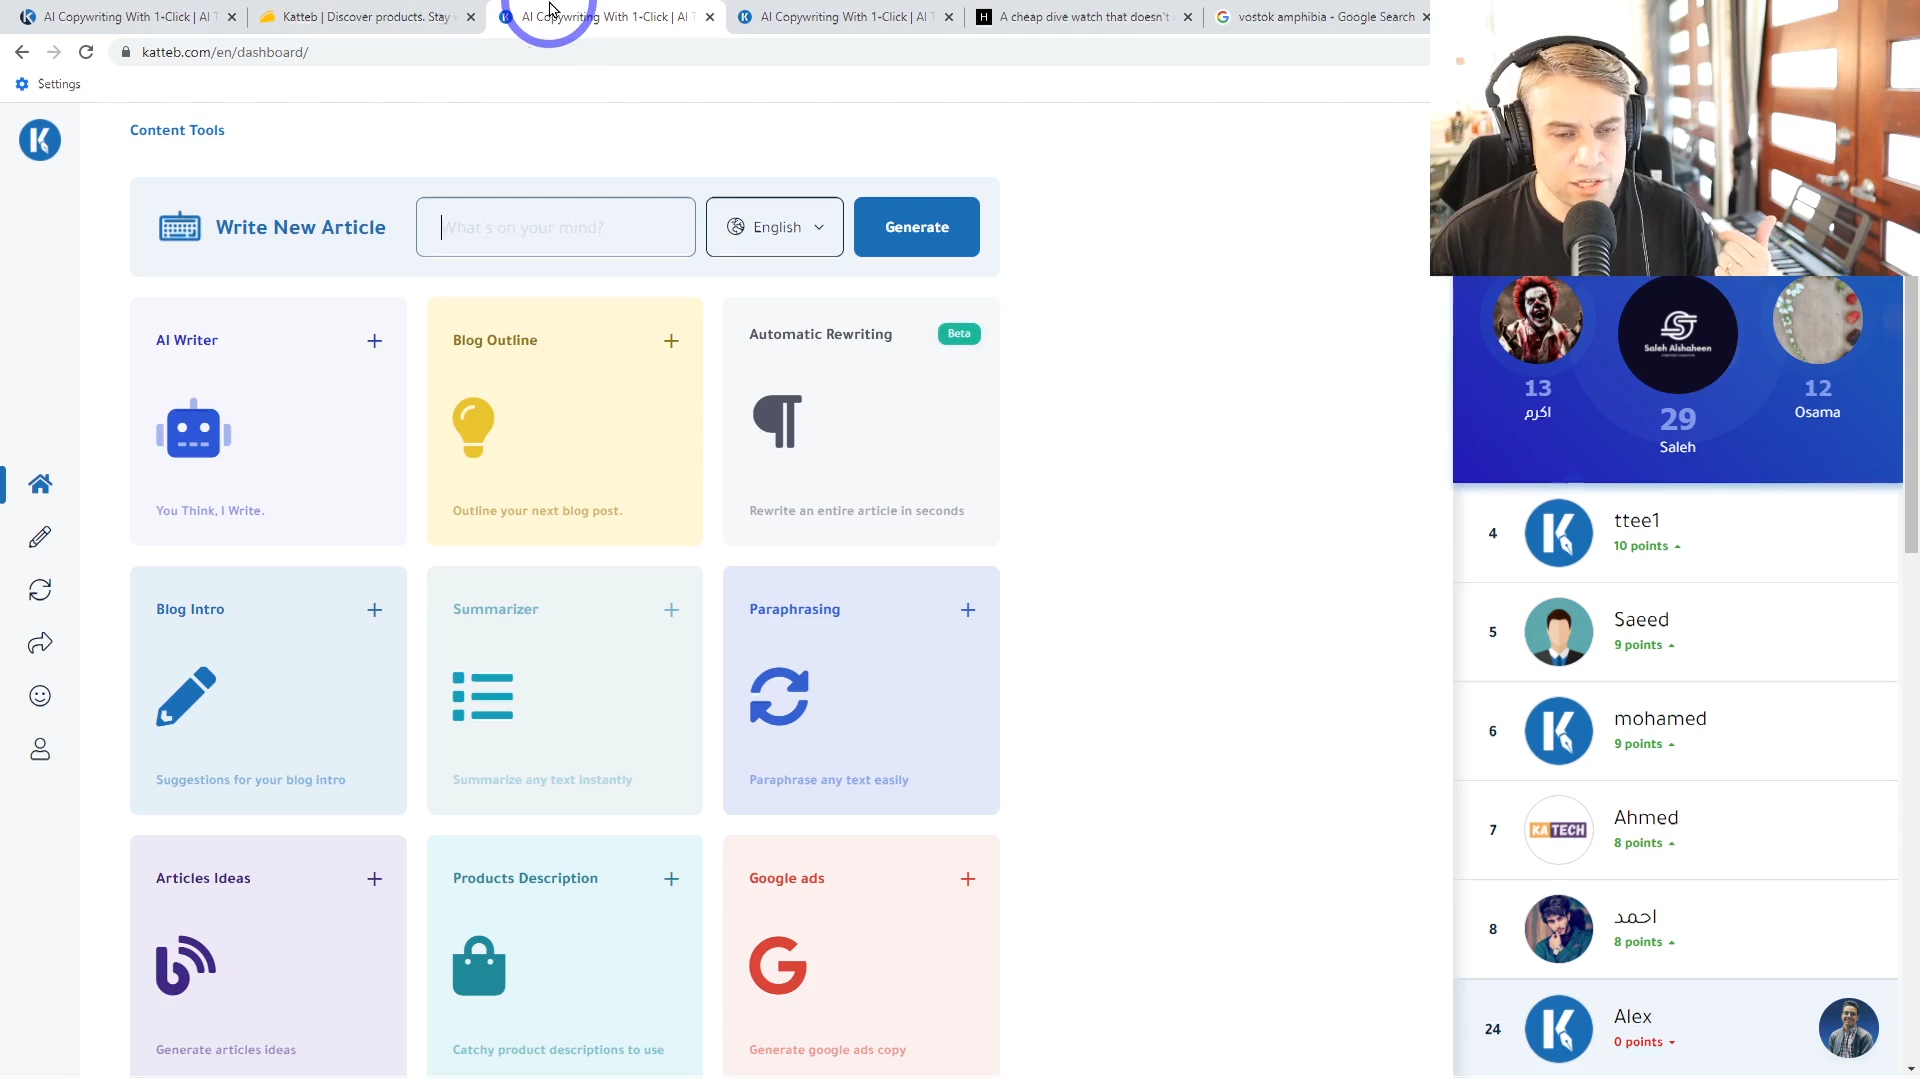 AI Copywriting With 1-Click | AI T
Katteb | Discover products. Stay
AI Copywriting With 1-Click | AI T
AI Copywriting With 1-Click | AI T
A cheap dive watch that doesn't
vostok amphibia - Google Search
katteb.com/en/dashboard/
Settings
Content Tools
Write New Article
What's on your mind?
English
Generate
AI Writer
You Think, I Write.
Blog Outline
Outline your next blog post.
Automatic Rewriting
Beta
Rewrite an entire article in seconds
Blog Intro
Suggestions for your blog intro
Summarizer
Summarize any text instantly
Paraphrasing
Paraphrase any text easily
Articles Ideas
Generate articles ideas
Products Description
Catchy product descriptions to use
Google ads
Generate google ads copy
Saleh Alshaheen
13
اكرم
29
Saleh
12
Osama
4
ttee1
10 points
5
Saeed
9 points
6
mohamed
9 points
7
KATECH
Ahmed
8 points
8
احمد
8 points
24
Alex
0 points